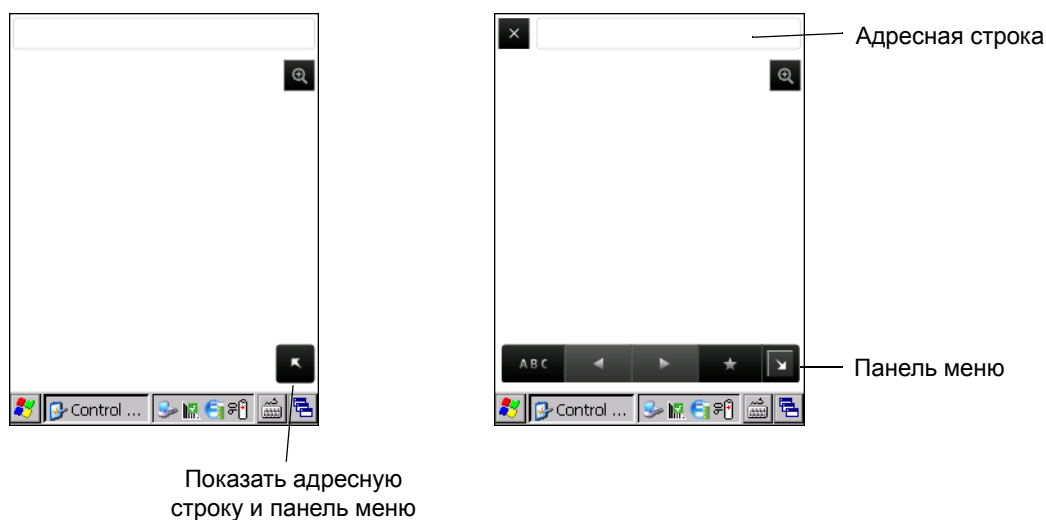 Адресная строка
ABC
Панель меню
Control ...
Control ...
Показать адресную
строку и панель меню